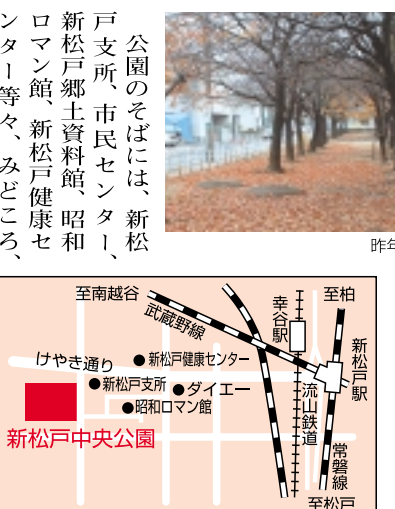 公園のそばには、新松
戸支所、市民センター、
新松戸郷土資料館、昭和
ロマン館、新松戸健康セ
ンター等々、みどころ、
昨年
至南越谷
武蔵野線
幸谷駅
至柏
新松戸駅
けやき通り
●新松戸健康センター
●新松戸支所
●ダイエー
●昭和ロマン館
流山鉄道
新松戸中央公園
常磐線
至松戸